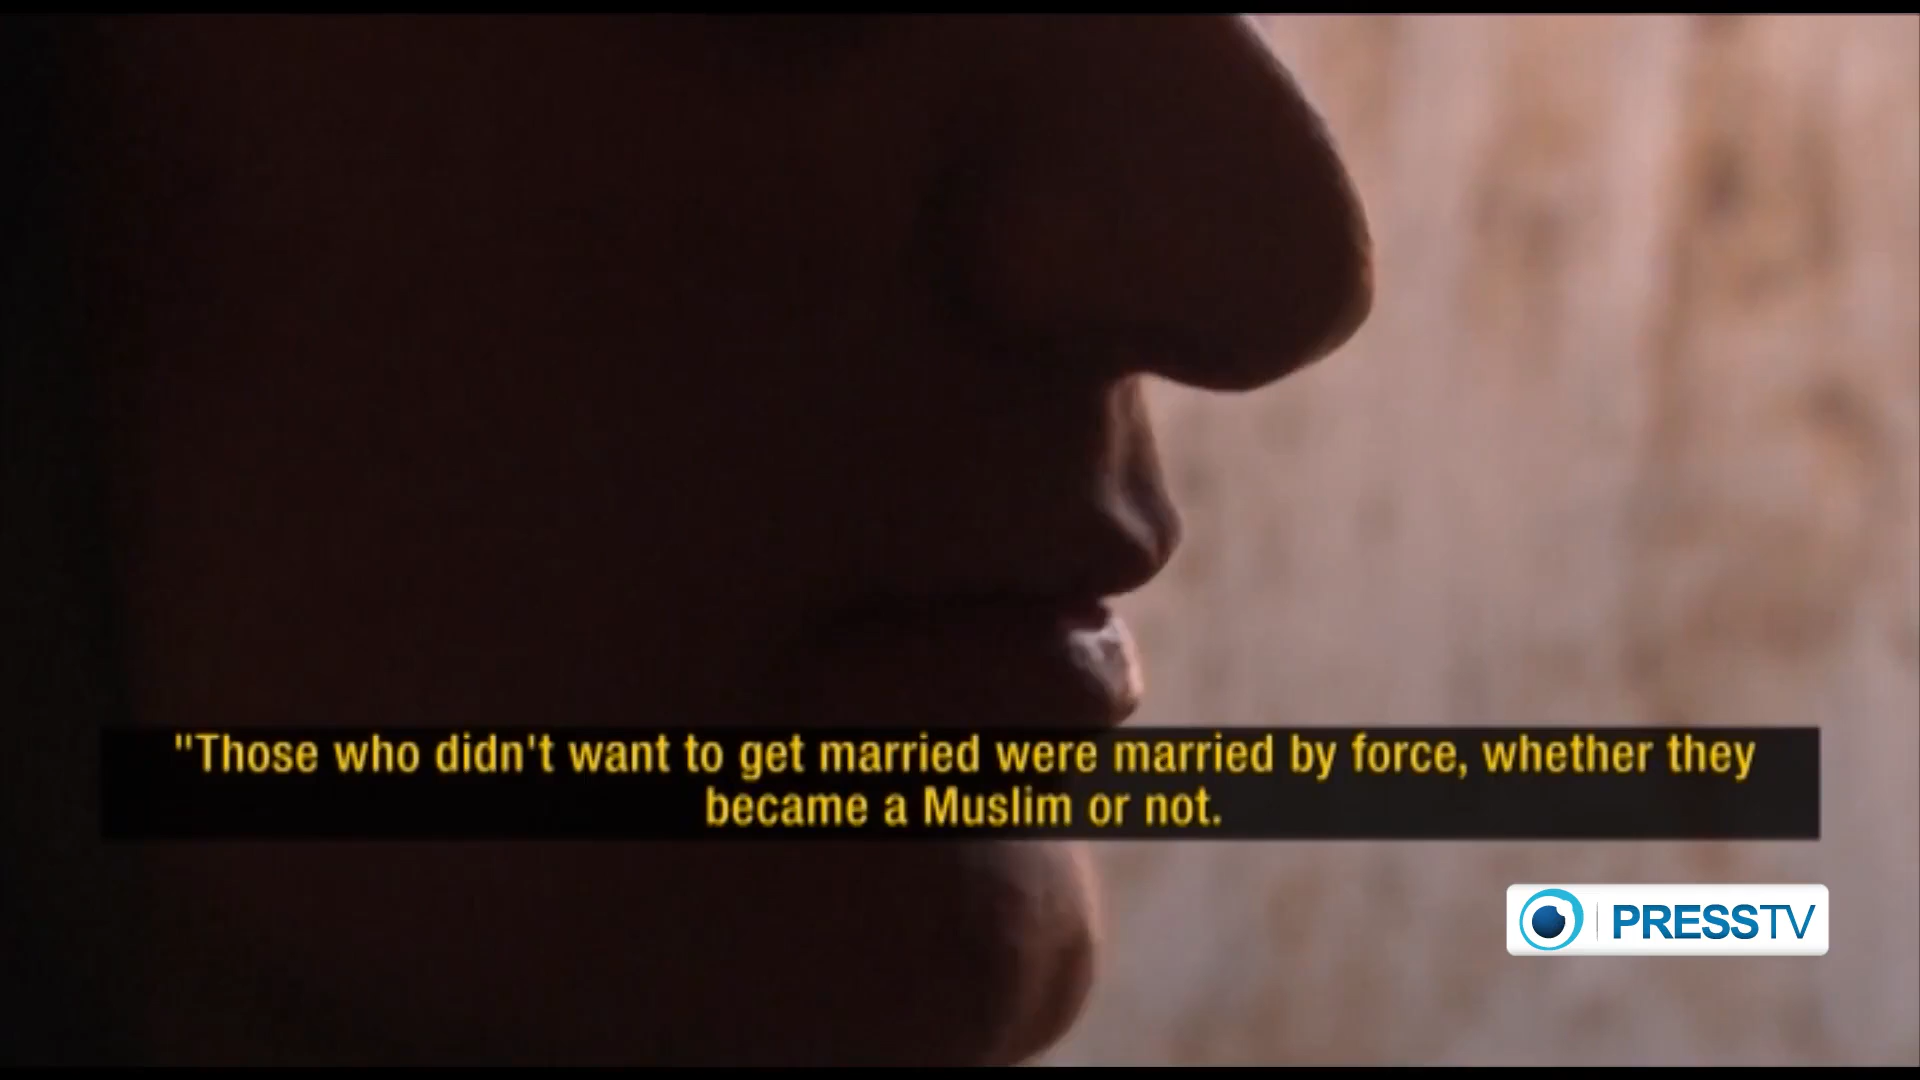 "Those who didn't want to get married were married by force, whether they
became a Muslim or not.
PRESSTV